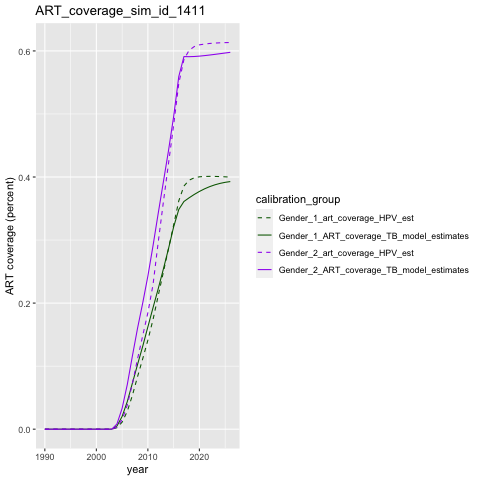 ART_coverage_sim_id_1411
ART coverage (percent)
0.6
0.4
0.2
0.0
1990 2000 2010 2020
year
calibration_group
Gender_1_art_coverage_HPV_est
Gender_1_ART_coverage_TB_model_estimates
Gender_2_art_coverage_HPV_est
Gender_2_ART_coverage_TB_model_estimates